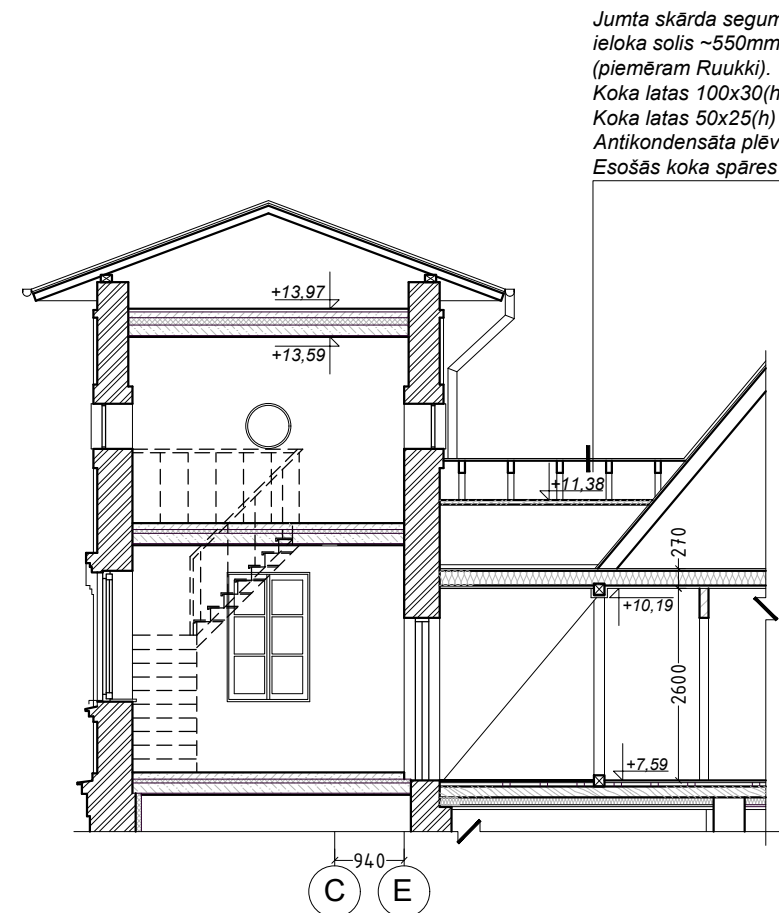 Jumta skārda segum
ieloka solis ~550mm
(piemēram Ruukki).
Koka latas 100x30(h
Koka latas 50x25(h)
Antikondensāta plēv
Esošās koka spāres
+13,97
+13,59
+11,38
270
+10,19
2600
+7,59
940
C E